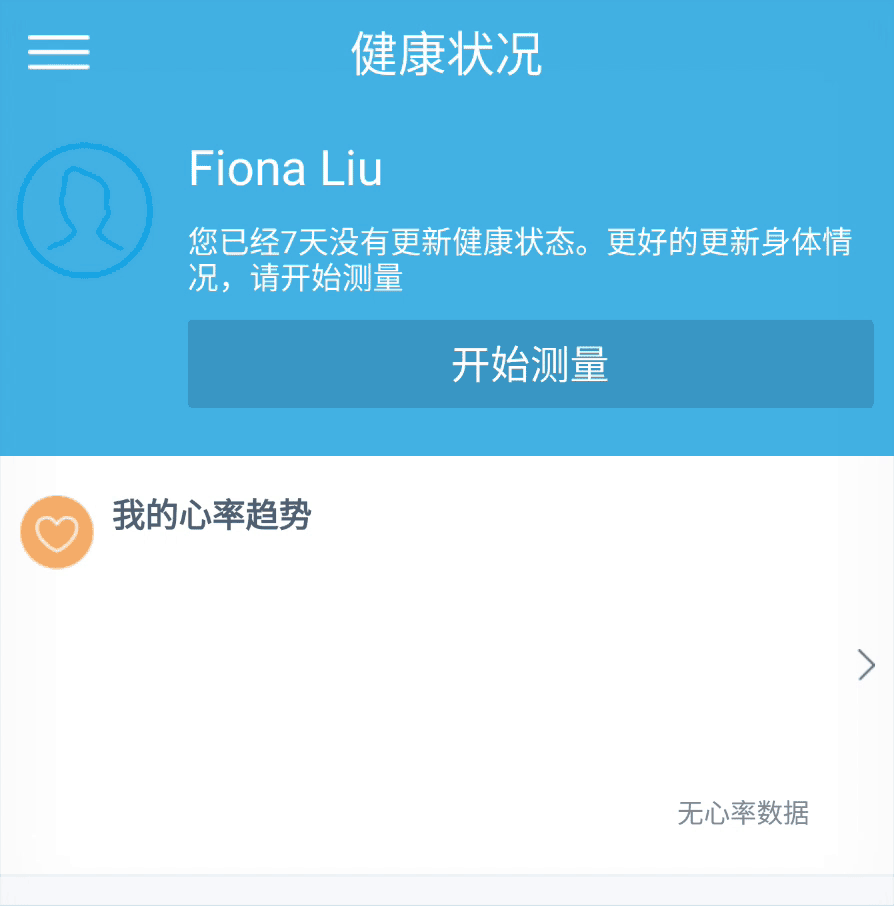 健康状况
Fiona Liu
您已经7天没有更新健康状态。更好的更新身体情
况，请开始测量
开始测量
我的心率趋势
无心率数据